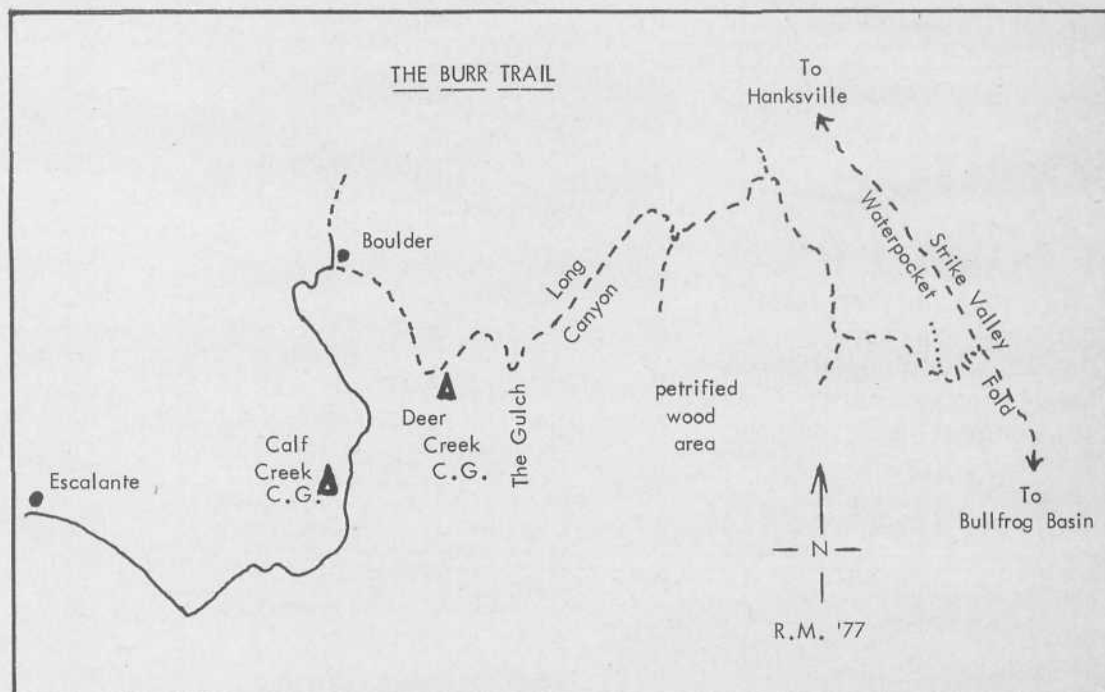 THE BURR TRAIL
To
Hanksville
Boulder
Long
Canyon
Waterpocket
Strike Valley
Fold
Deer
Creek
C.G.
The Gulch
petrified
wood
area
Calf
Creek
C.G.
Escalante
To
Bullfrog Basin
N
R.M. '77